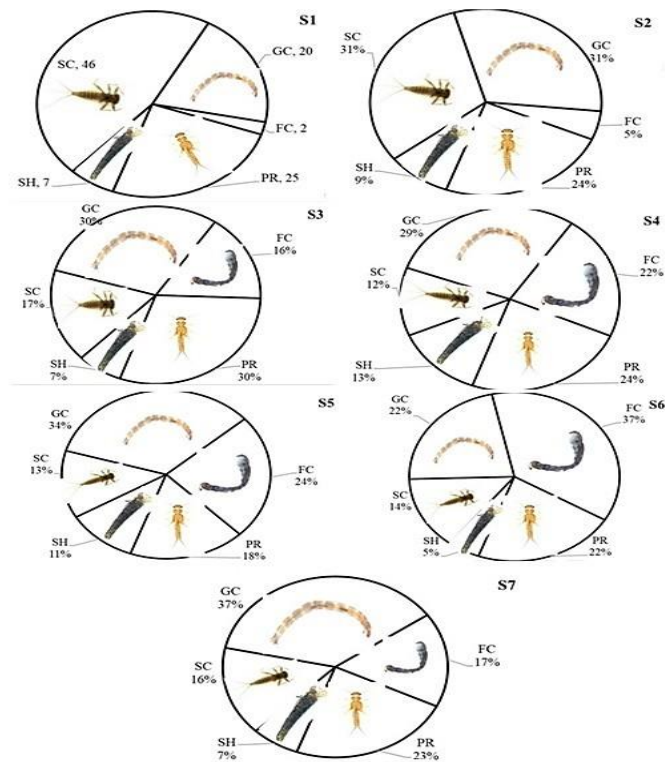 S1
SC, 46
GC, 20
FC, 2
PR, 25
SH, 7
S2
SC
31%
GC
31%
FC
5%
PR
24%
SH
9%
S3
GC
30%
FC
16%
SC
17%
SH
7%
PR
30%
S4
GC
29%
FC
22%
SC
12%
SH
13%
PR
24%
S5
GC
34%
SC
13%
FC
24%
SH
11%
PR
18%
S6
GC
22%
FC
37%
SC
14%
SH
5%
PR
22%
S7
GC
37%
FC
17%
SC
16%
SH
7%
PR
23%